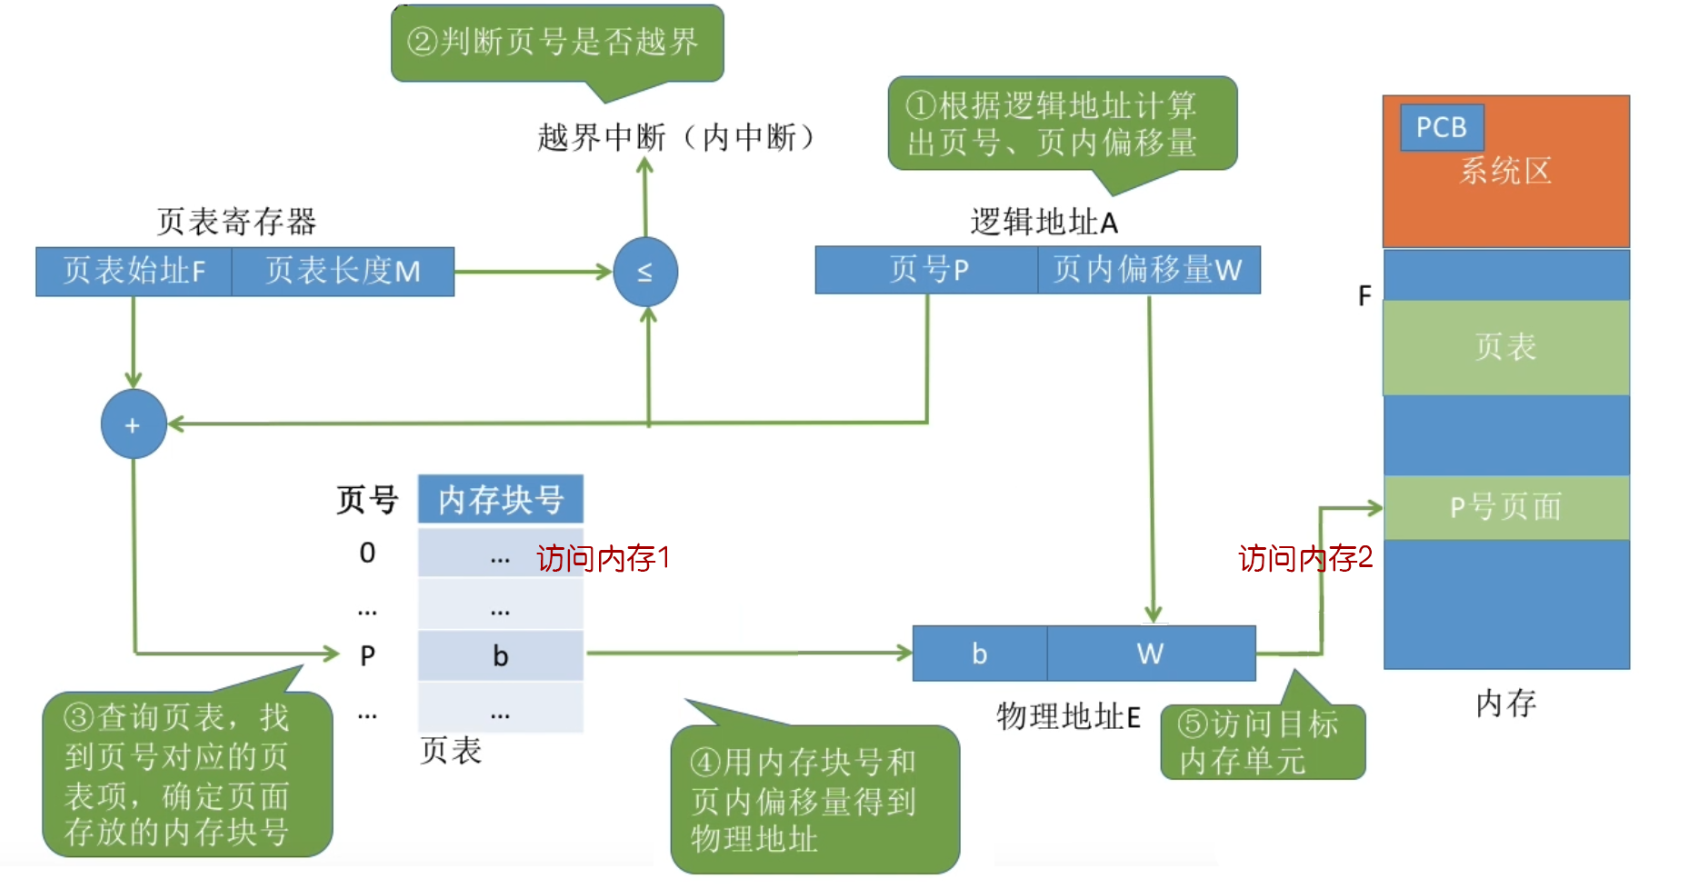 ②判断页号是否越界
越界中断（内中断）
①根据逻辑地址计算
出页号、页内偏移量
PCB
系统区
页表寄存器
页表始址F
页表长度M
≤
逻辑地址A
页号P
页内偏移量W
F
页表
P号页面
内存
+
页号
内存块号
0
...
访问内存1
...
...
P
b
...
...
页表
访问内存2
b
W
物理地址E
③查询页表，找
到页号对应的页
表项，确定页面
存放的内存块号
④用内存块号和
页内偏移量得到
物理地址
⑤访问目标
内存单元